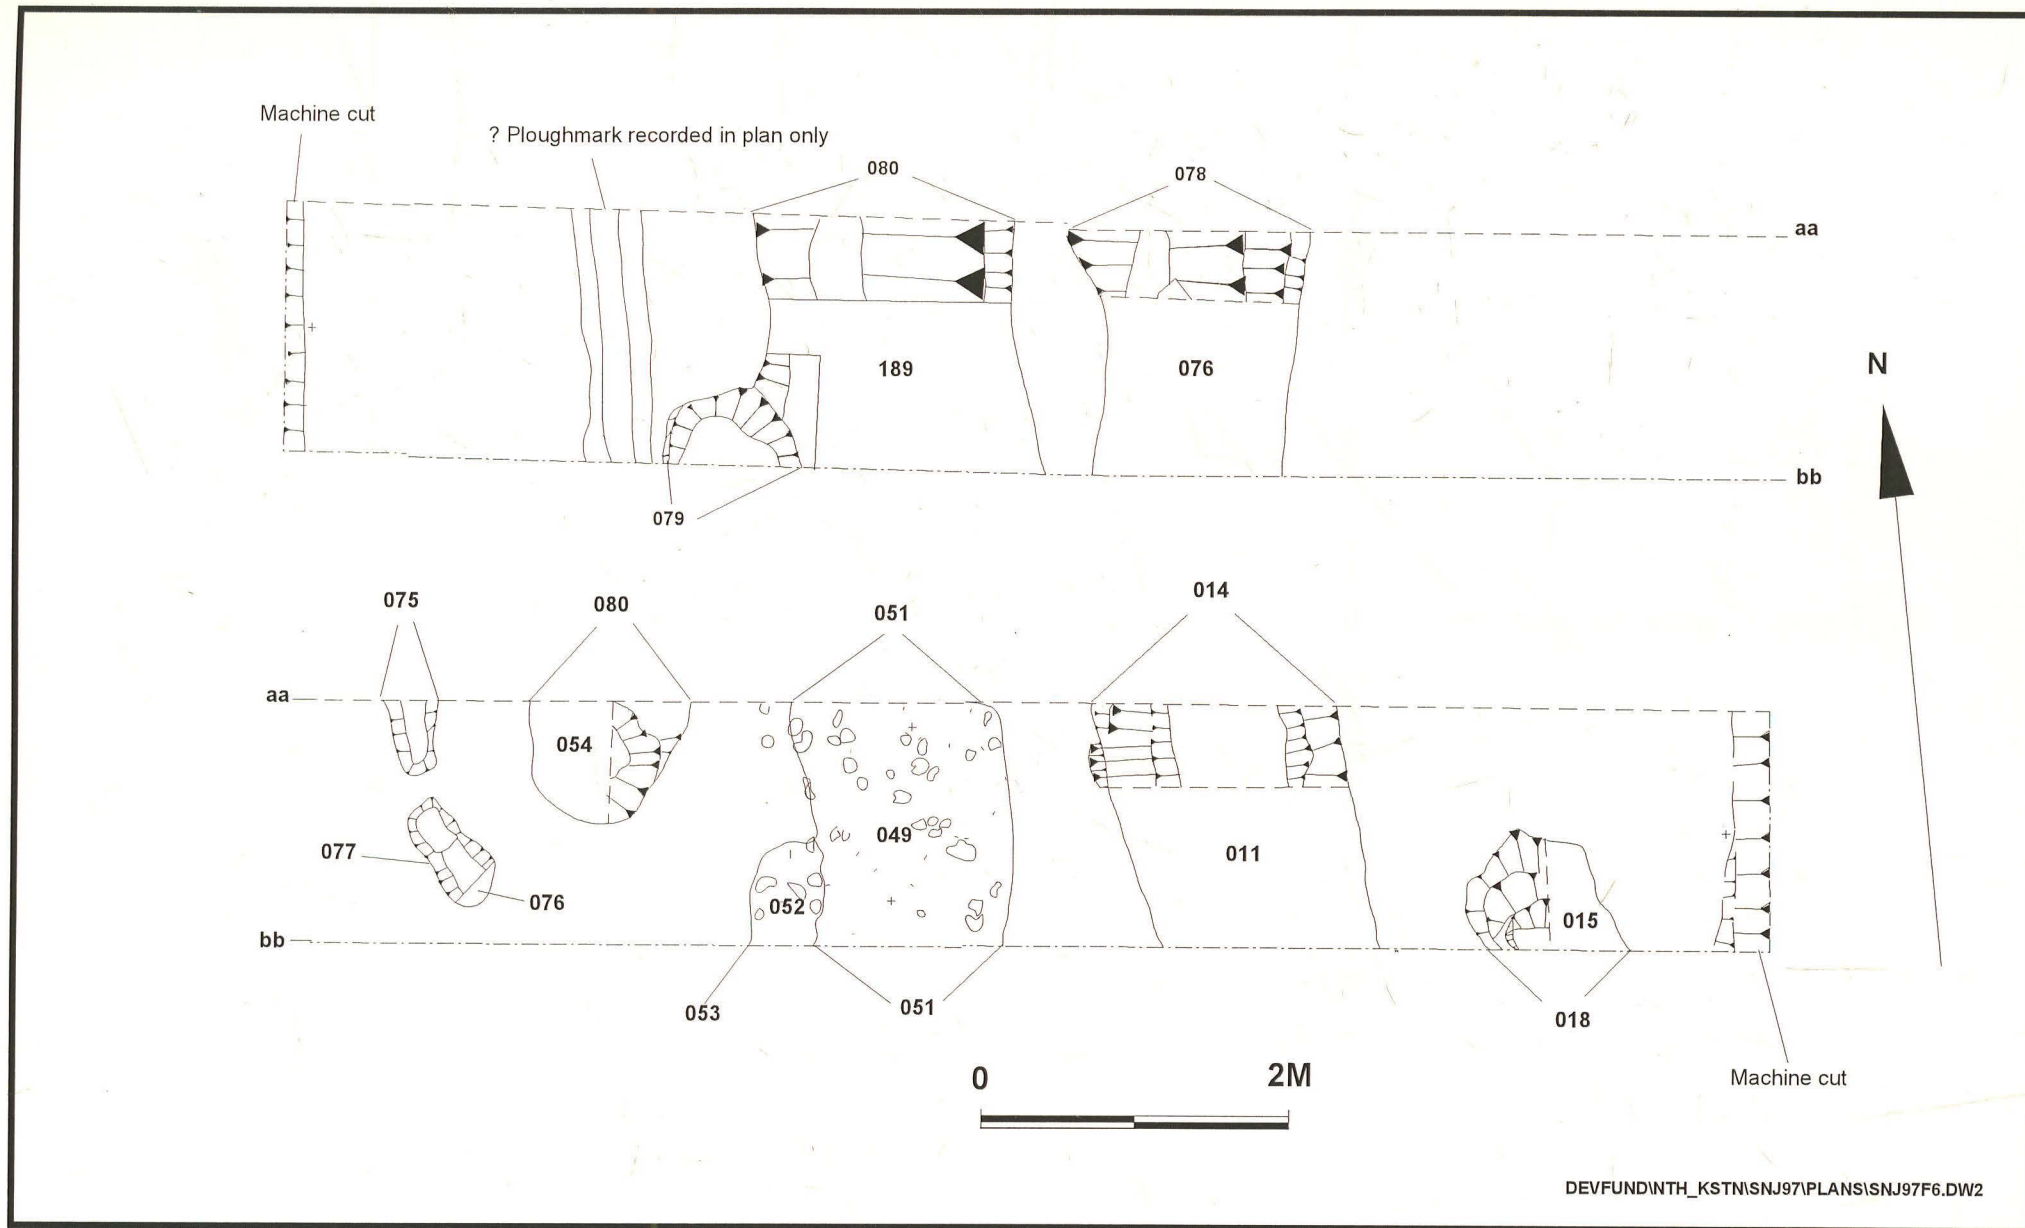 Machine cut
? Ploughmark recorded in plan only
080
078
aa
189
076
N
bb
079
075
080
051
014
aa
054
049
077
011
076
052
015
bb
053
051
018
0
2M
Machine cut
DEVFUND\NTH_KSTN\SNJ97\PLANS\SNJ97F6.DW2